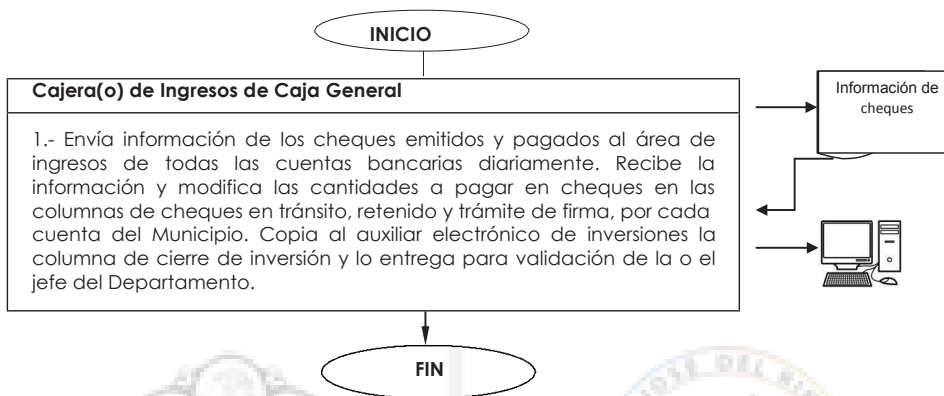 INICIO
Cajera(o) de Ingresos de Caja General
Información de
cheques
1.- Envía información de los cheques emitidos y pagados al área de
ingresos de todas las cuentas bancarias diariamente. Recibe la
información y modifica las cantidades a pagar en cheques en las
columnas de cheques en tránsito, retenido y trámite de firma, por cada
cuenta del Municipio. Copia al auxiliar electrónico de inversiones la
columna de cierre de inversión y lo entrega para validación de la o el
jefe del Departamento.
FIN
JOSE DEL